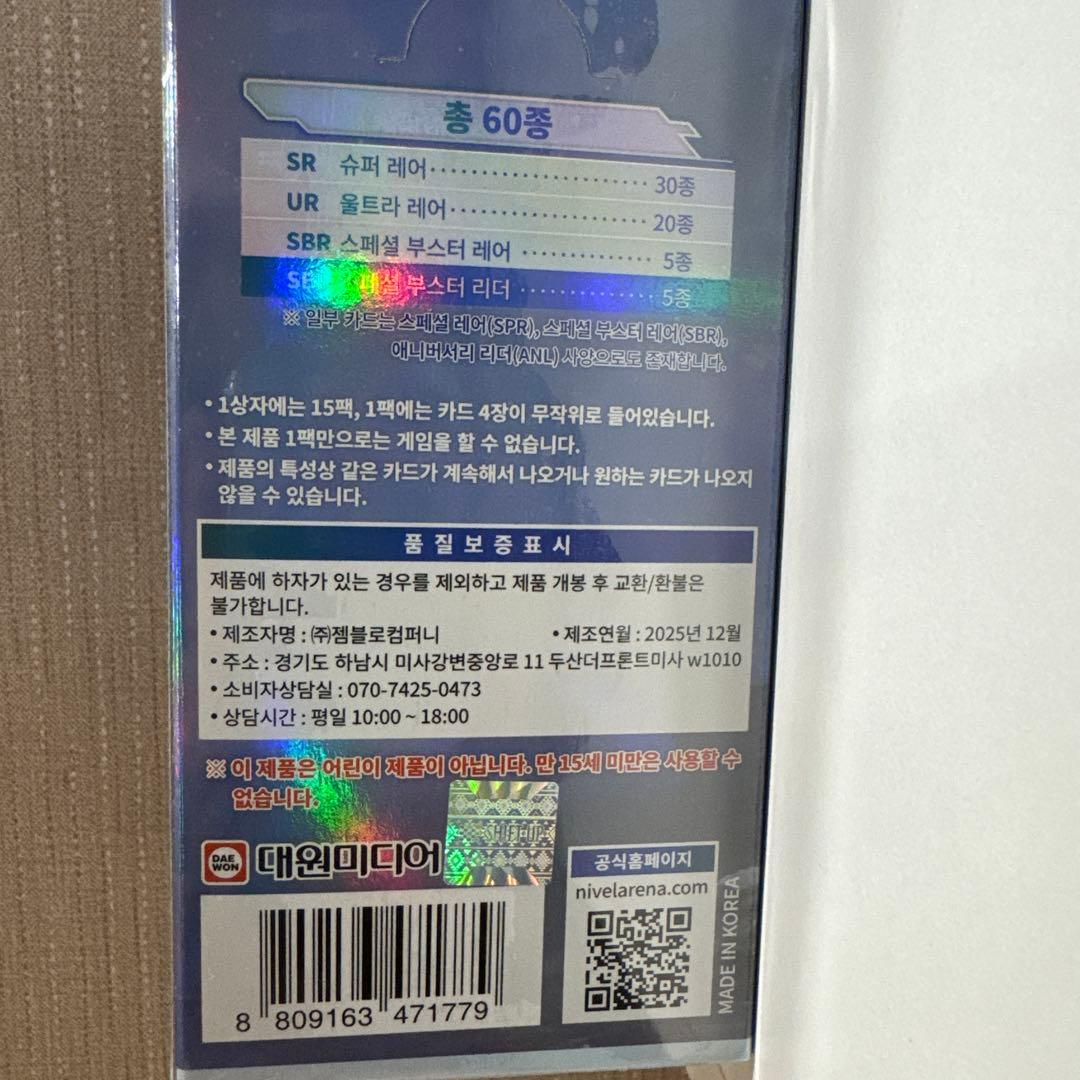 총 60종
SR 슈퍼 레어 30종
UR 울트라 레어 20종
SBR 스페셜 부스터 레어 5종
부스터 리더 5종
※ 일부 카드는 스페셜 레어(SPR), 스페셜 부스터 레어(SBR),
애니버서리 리더(ANL) 사양으로도 존재합니다.
• 1상자에는 15팩, 1팩에는 카드 4장이 무작위로 들어있습니다.
• 본 제품 1팩만으로는 게임을 할 수 없습니다.
• 제품의 특성상 같은 카드가 계속해서 나오거나 원하는 카드가 나오지
않을 수 있습니다.
품질보증표시
제품에 하자가 있는 경우를 제외하고 제품 개봉 후 교환/환불은
불가합니다.
• 제조자명 : ㈜젬블로컴퍼니 • 제조연월 : 2025년 12월
• 주소 : 경기도 하남시 미사강변중앙로 11 두산더프론트미사 w1010
• 소비자상담실 : 070-7425-0473
• 상담시간 : 평일 10:00 ~ 18:00
※ 이 제품은 어린이 제품이 아닙니다. 만 15세 미만은 사용할 수
없습니다.
SHIFT UP
DAE WON 대원미디어
공식홈페이지
nivelarena.com
MADE IN KOREA
8 809163 471779